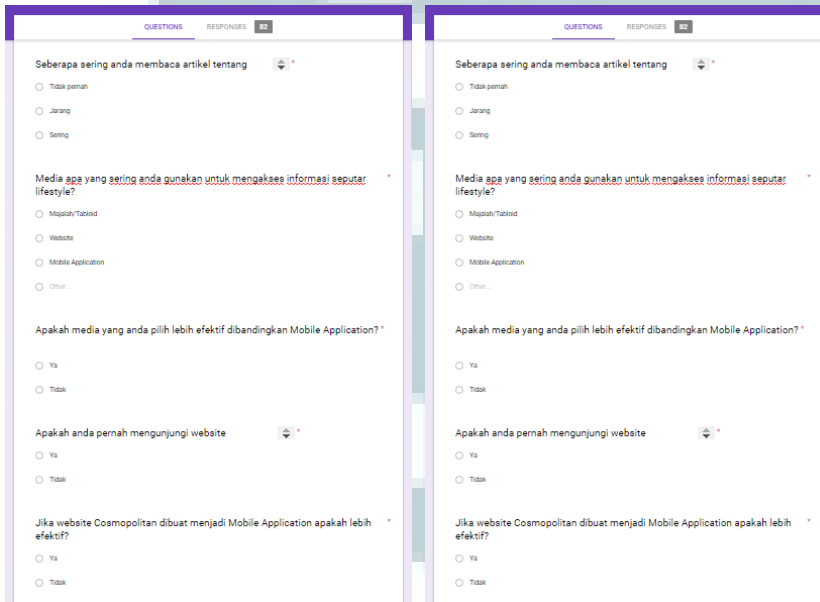 QUESTIONS RESPONSES 82
Seberapa sering anda membaca artikel tentang *
Tidak pernah
Jarang
Sering
Media apa yang sering anda gunakan untuk mengakses informasi seputar *
lifestyle?
Majalah/Tabloid
Website
Mobile Application
Other...
Apakah media yang anda pilih lebih efektif dibandingkan Mobile Application? *
Ya
Tidak
Apakah anda pernah mengunjungi website *
Ya
Tidak
Jika website Cosmopolitan dibuat menjadi Mobile Application apakah lebih *
efektif?
Ya
Tidak
QUESTIONS RESPONSES 82
Seberapa sering anda membaca artikel tentang *
Tidak pernah
Jarang
Sering
Media apa yang sering anda gunakan untuk mengakses informasi seputar *
lifestyle?
Majalah/Tabloid
Website
Mobile Application
Other...
Apakah media yang anda pilih lebih efektif dibandingkan Mobile Application? *
Ya
Tidak
Apakah anda pernah mengunjungi website *
Ya
Tidak
Jika website Cosmopolitan dibuat menjadi Mobile Application apakah lebih *
efektif?
Ya
Tidak